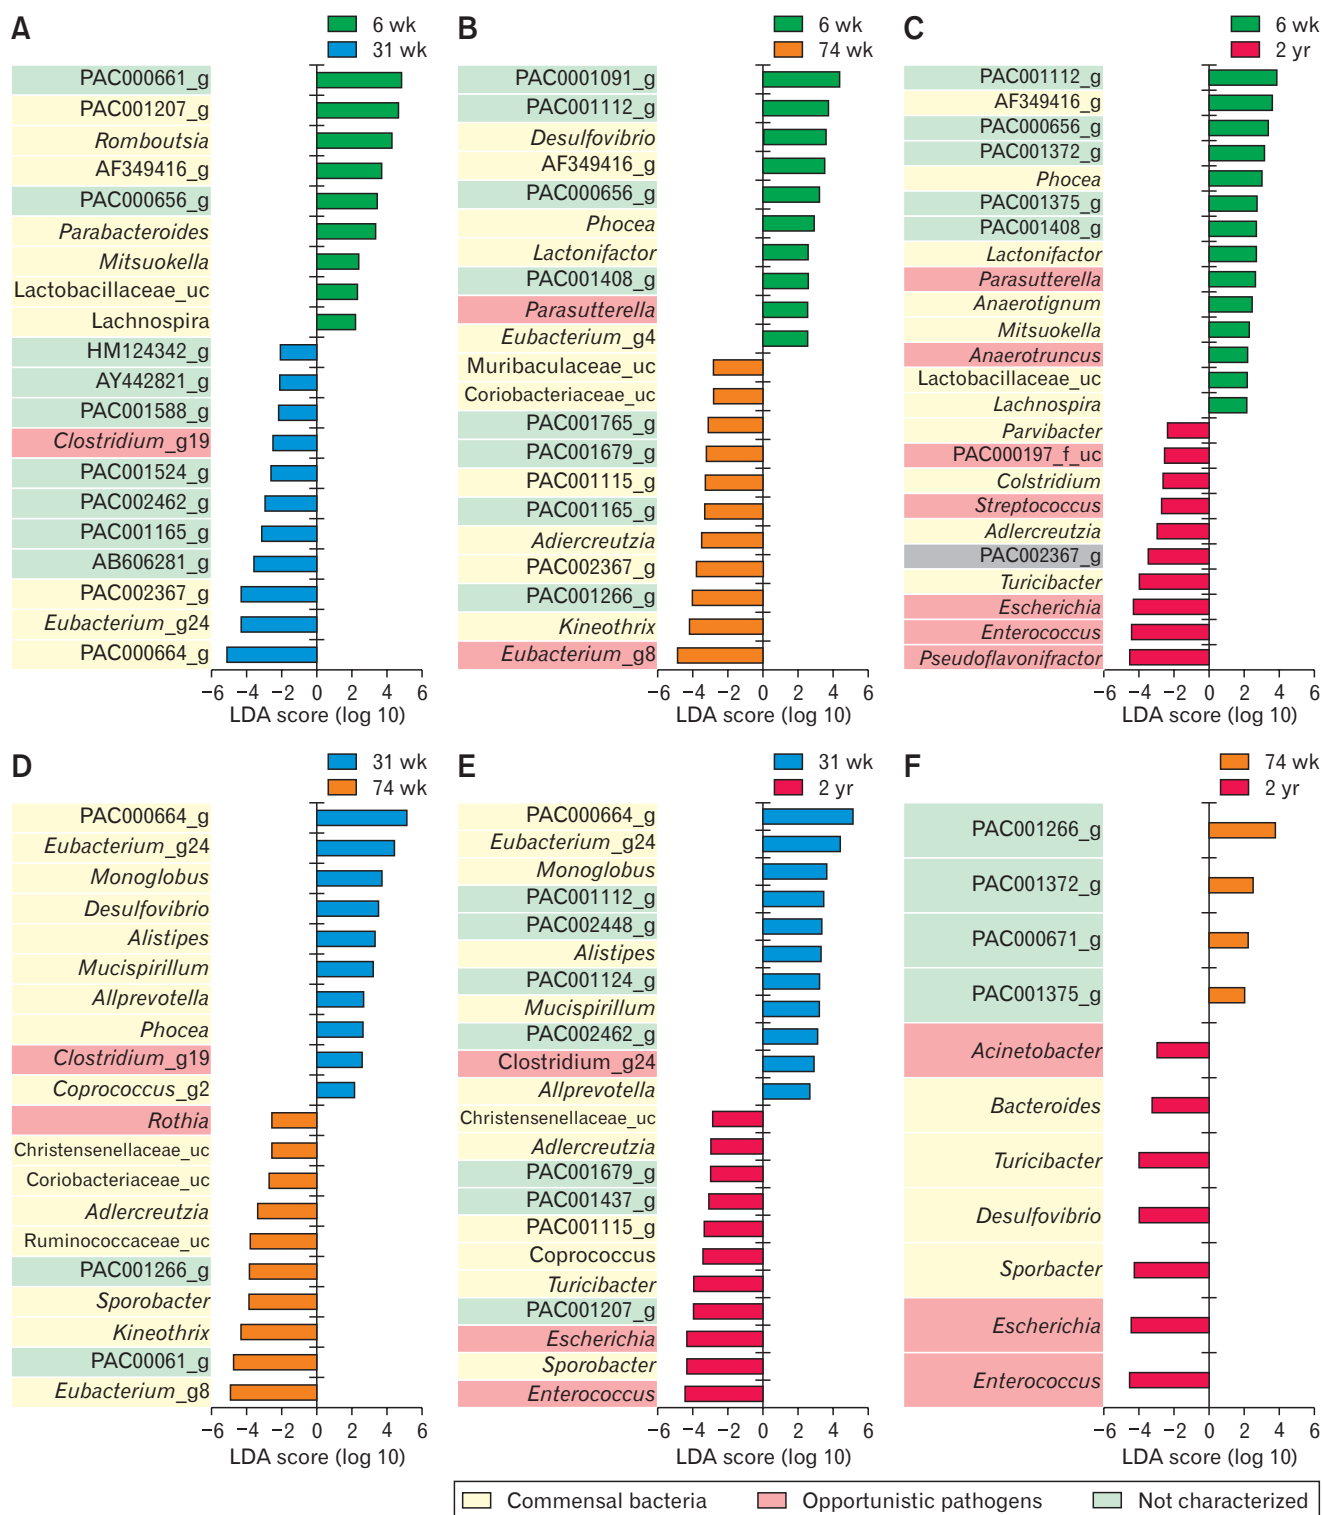 A
6 wk
31 wk
PAC000661_g
PAC001207_g
Romboutsia
AF349416_g
PAC000656_g
Parabacteroides
Mitsuokella
Lactobacillaceae_uc
Lachnospira
HM124342_g
AY442821_g
PAC001588_g
Clostridium_g19
PAC001524_g
PAC002462_g
PAC001165_g
AB606281_g
PAC002367_g
Eubacterium_g24
PAC000664_g
−6 −4 −2 0 2 4 6
LDA score (log 10)
B
6 wk
74 wk
PAC0001091_g
PAC001112_g
Desulfovibrio
AF349416_g
PAC000656_g
Phocea
Lactonifactor
PAC001408_g
Parasutterella
Eubacterium_g4
Muribaculaceae_uc
Coriobacteriaceae_uc
PAC001765_g
PAC001679_g
PAC001115_g
PAC001165_g
Adiercreutzia
PAC002367_g
PAC001266_g
Kineothrix
Eubacterium_g8
−6 −4 −2 0 2 4 6
LDA score (log 10)
C
6 wk
2 yr
PAC001112_g
AF349416_g
PAC000656_g
PAC001372_g
Phocea
PAC001375_g
PAC001408_g
Lactonifactor
Parasutterella
Anaerotignum
Mitsuokella
Anaerotruncus
Lactobacillaceae_uc
Lachnospira
Parvibacter
PAC000197_f_uc
Colstridium
Streptococcus
Adlercreutzia
PAC002367_g
Turicibacter
Escherichia
Enterococcus
Pseudoflavonifractor
−6 −4 −2 0 2 4 6
LDA score (log 10)
D
31 wk
74 wk
PAC000664_g
Eubacterium_g24
Monoglobus
Desulfovibrio
Alistipes
Mucispirillum
Allprevotella
Phocea
Clostridium_g19
Coprococcus_g2
Rothia
Christensenellaceae_uc
Coriobacteriaceae_uc
Adlercreutzia
Ruminococcaceae_uc
PAC001266_g
Sporobacter
Kineothrix
PAC00061_g
Eubacterium_g8
−6 −4 −2 0 2 4 6
LDA score (log 10)
E
31 wk
2 yr
PAC000664_g
Eubacterium_g24
Monoglobus
PAC001112_g
PAC002448_g
Alistipes
PAC001124_g
Mucispirillum
PAC002462_g
Clostridium_g24
Allprevotella
Christensenellaceae_uc
Adlercreutzia
PAC001679_g
PAC001437_g
PAC001115_g
Coprococcus
Turicibacter
PAC001207_g
Escherichia
Sporobacter
Enterococcus
−6 −4 −2 0 2 4 6
LDA score (log 10)
F
74 wk
2 yr
PAC001266_g
PAC001372_g
PAC000671_g
PAC001375_g
Acinetobacter
Bacteroides
Turicibacter
Desulfovibrio
Sporbacter
Escherichia
Enterococcus
−6 −4 −2 0 2 4 6
LDA score (log 10)
Commensal bacteria
Opportunistic pathogens
Not characterized